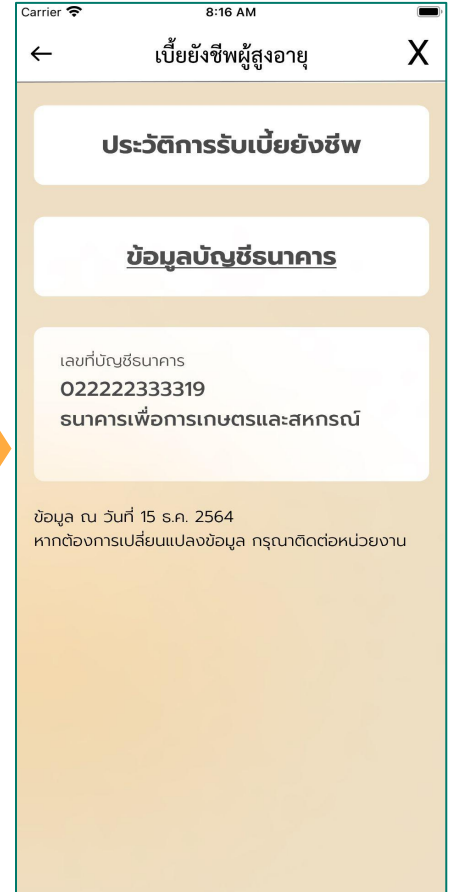 Carrier 8:16 AM
← เบี้ยยังชีพผู้สูงอายุ X
ประวัติการรับเบี้ยยังชีพ
ข้อมูลบัญชีธนาคาร
เลขที่บัญชีธนาคาร
022222333319
ธนาคารเพื่อการเกษตรและสหกรณ์
ข้อมูล ณ วันที่ 15 ธ.ค. 2564
หากต้องการเปลี่ยนแปลงข้อมูล กรุณาติดต่อหน่วยงาน